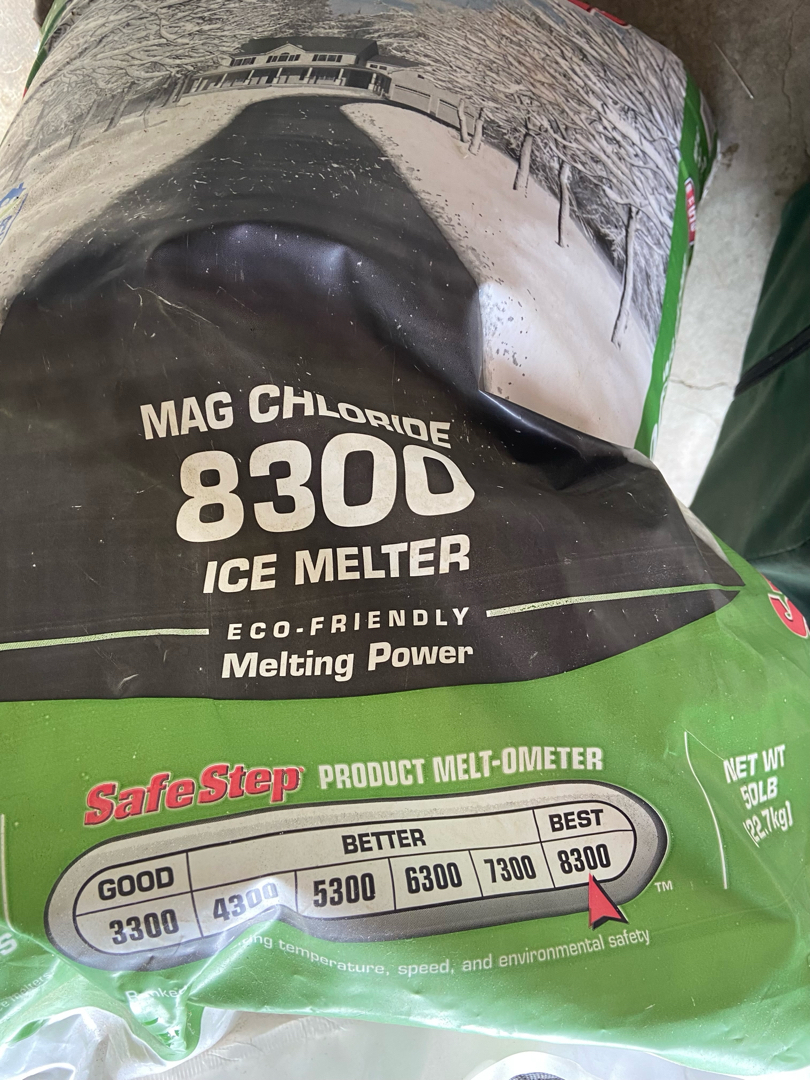 MAG CHLORIDE
8300
ICE MELTER
ECO-FRIENDLY
Melting Power
SafeStep PRODUCT MELT-OMETER
GOOD BETTER BEST
3300 4300 5300 6300 7300 8300
TM
temperature, speed, and environmental safety
NET WT
50LB
(22.7kg)